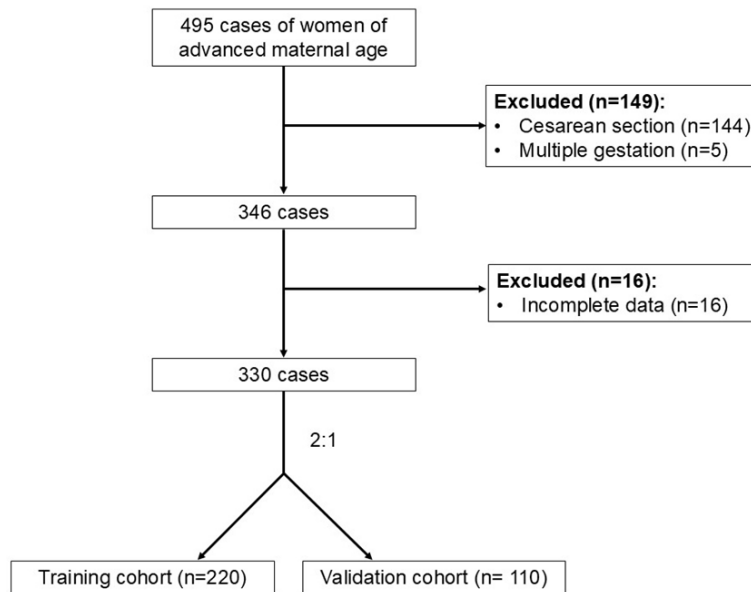 495 cases of women of
advanced maternal age
Excluded (n=149):
• Cesarean section (n=144)
• Multiple gestation (n=5)
346 cases
Excluded (n=16):
• Incomplete data (n=16)
330 cases
2:1
Training cohort (n=220)
Validation cohort (n= 110)